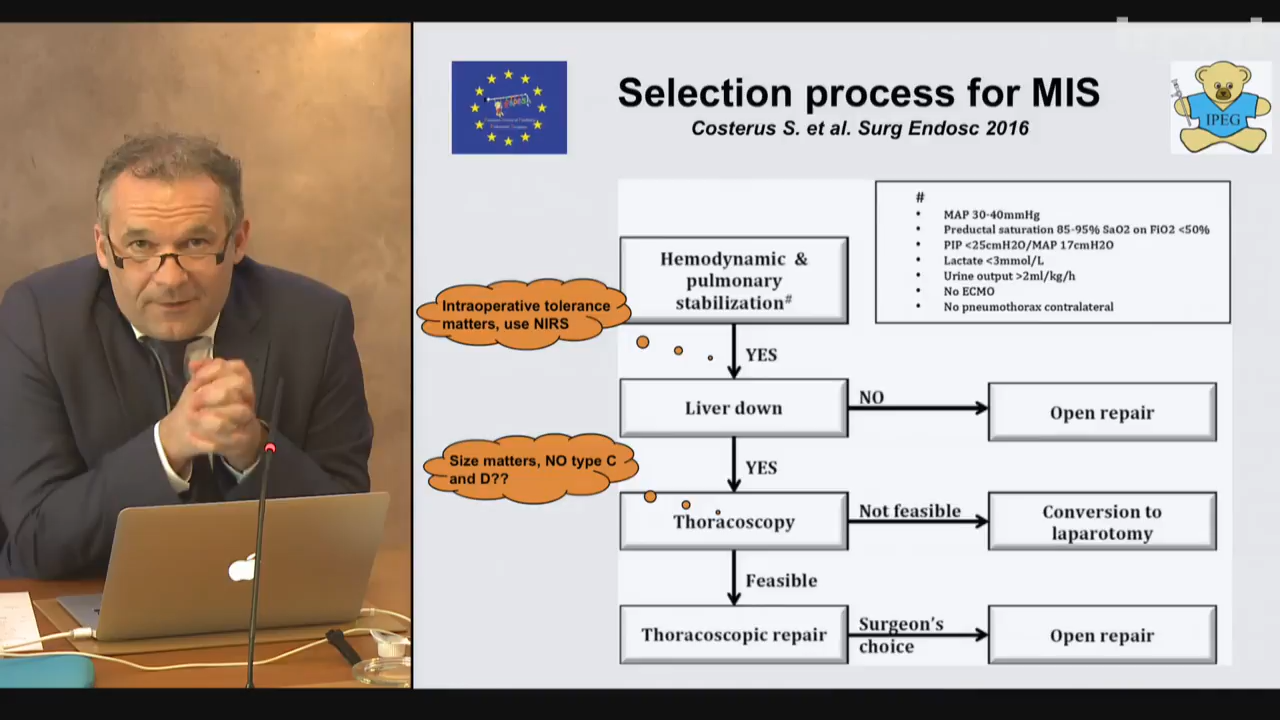 Selection process for MIS
Costerus S. et al. Surg Endosc 2016
IPEG
#
• MAP 30-40mmHg
• Preductal saturation 85-95% SaO2 on FiO2 <50%
• PIP <25cmH2O/MAP 17cmH2O
• Lactate <3mmol/L
• Urine output >2ml/kg/h
• No ECMO
• No pneumothorax contralateral
Hemodynamic &
pulmonary
stabilization#
Intraoperative tolerance
matters, use NIRS
YES
Liver down
NO
Open repair
Size matters, NO type C
and D??
YES
Thoracoscopy
Not feasible
Conversion to
laparotomy
Feasible
Thoracoscopic repair
Surgeon's
choice
Open repair